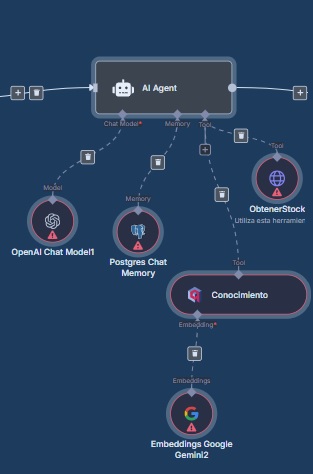 AI Agent
Chat Model*
Memory
Tool
*Tool
Model
Memory
ObtenerStock
Utiliza esta herramien
OpenAI Chat Model1
Postgres Chat
Memory
Tool
Conocimiento
Embedding*
Embeddings
Embeddings Google
Gemini2